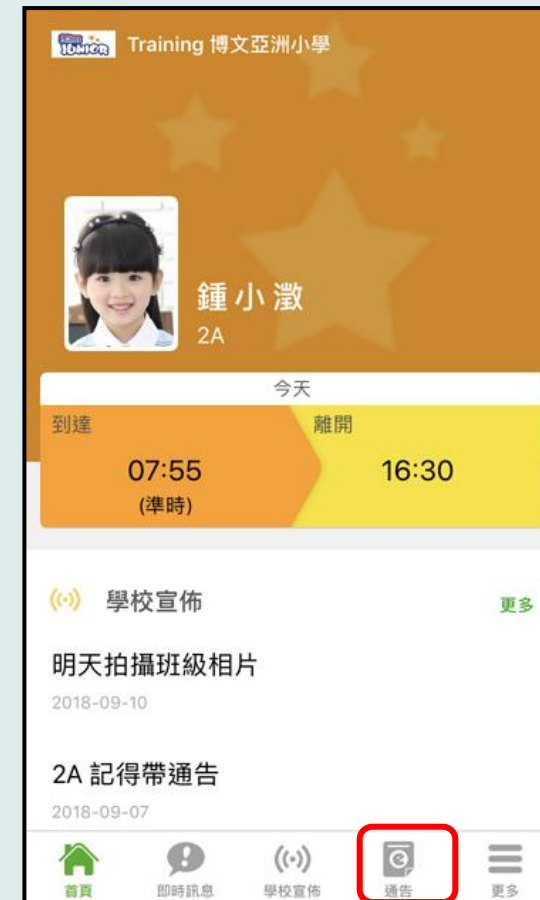 JUNIOR Training 博文亞洲小學
鍾小澂
2A
今天
到達 離開
07:55 16:30
(準時)
學校宣佈 更多
明天拍攝班級相片
2018-09-10
2A 記得帶通告
2018-09-07
首頁 即時訊息 學校宣佈 通告 更多